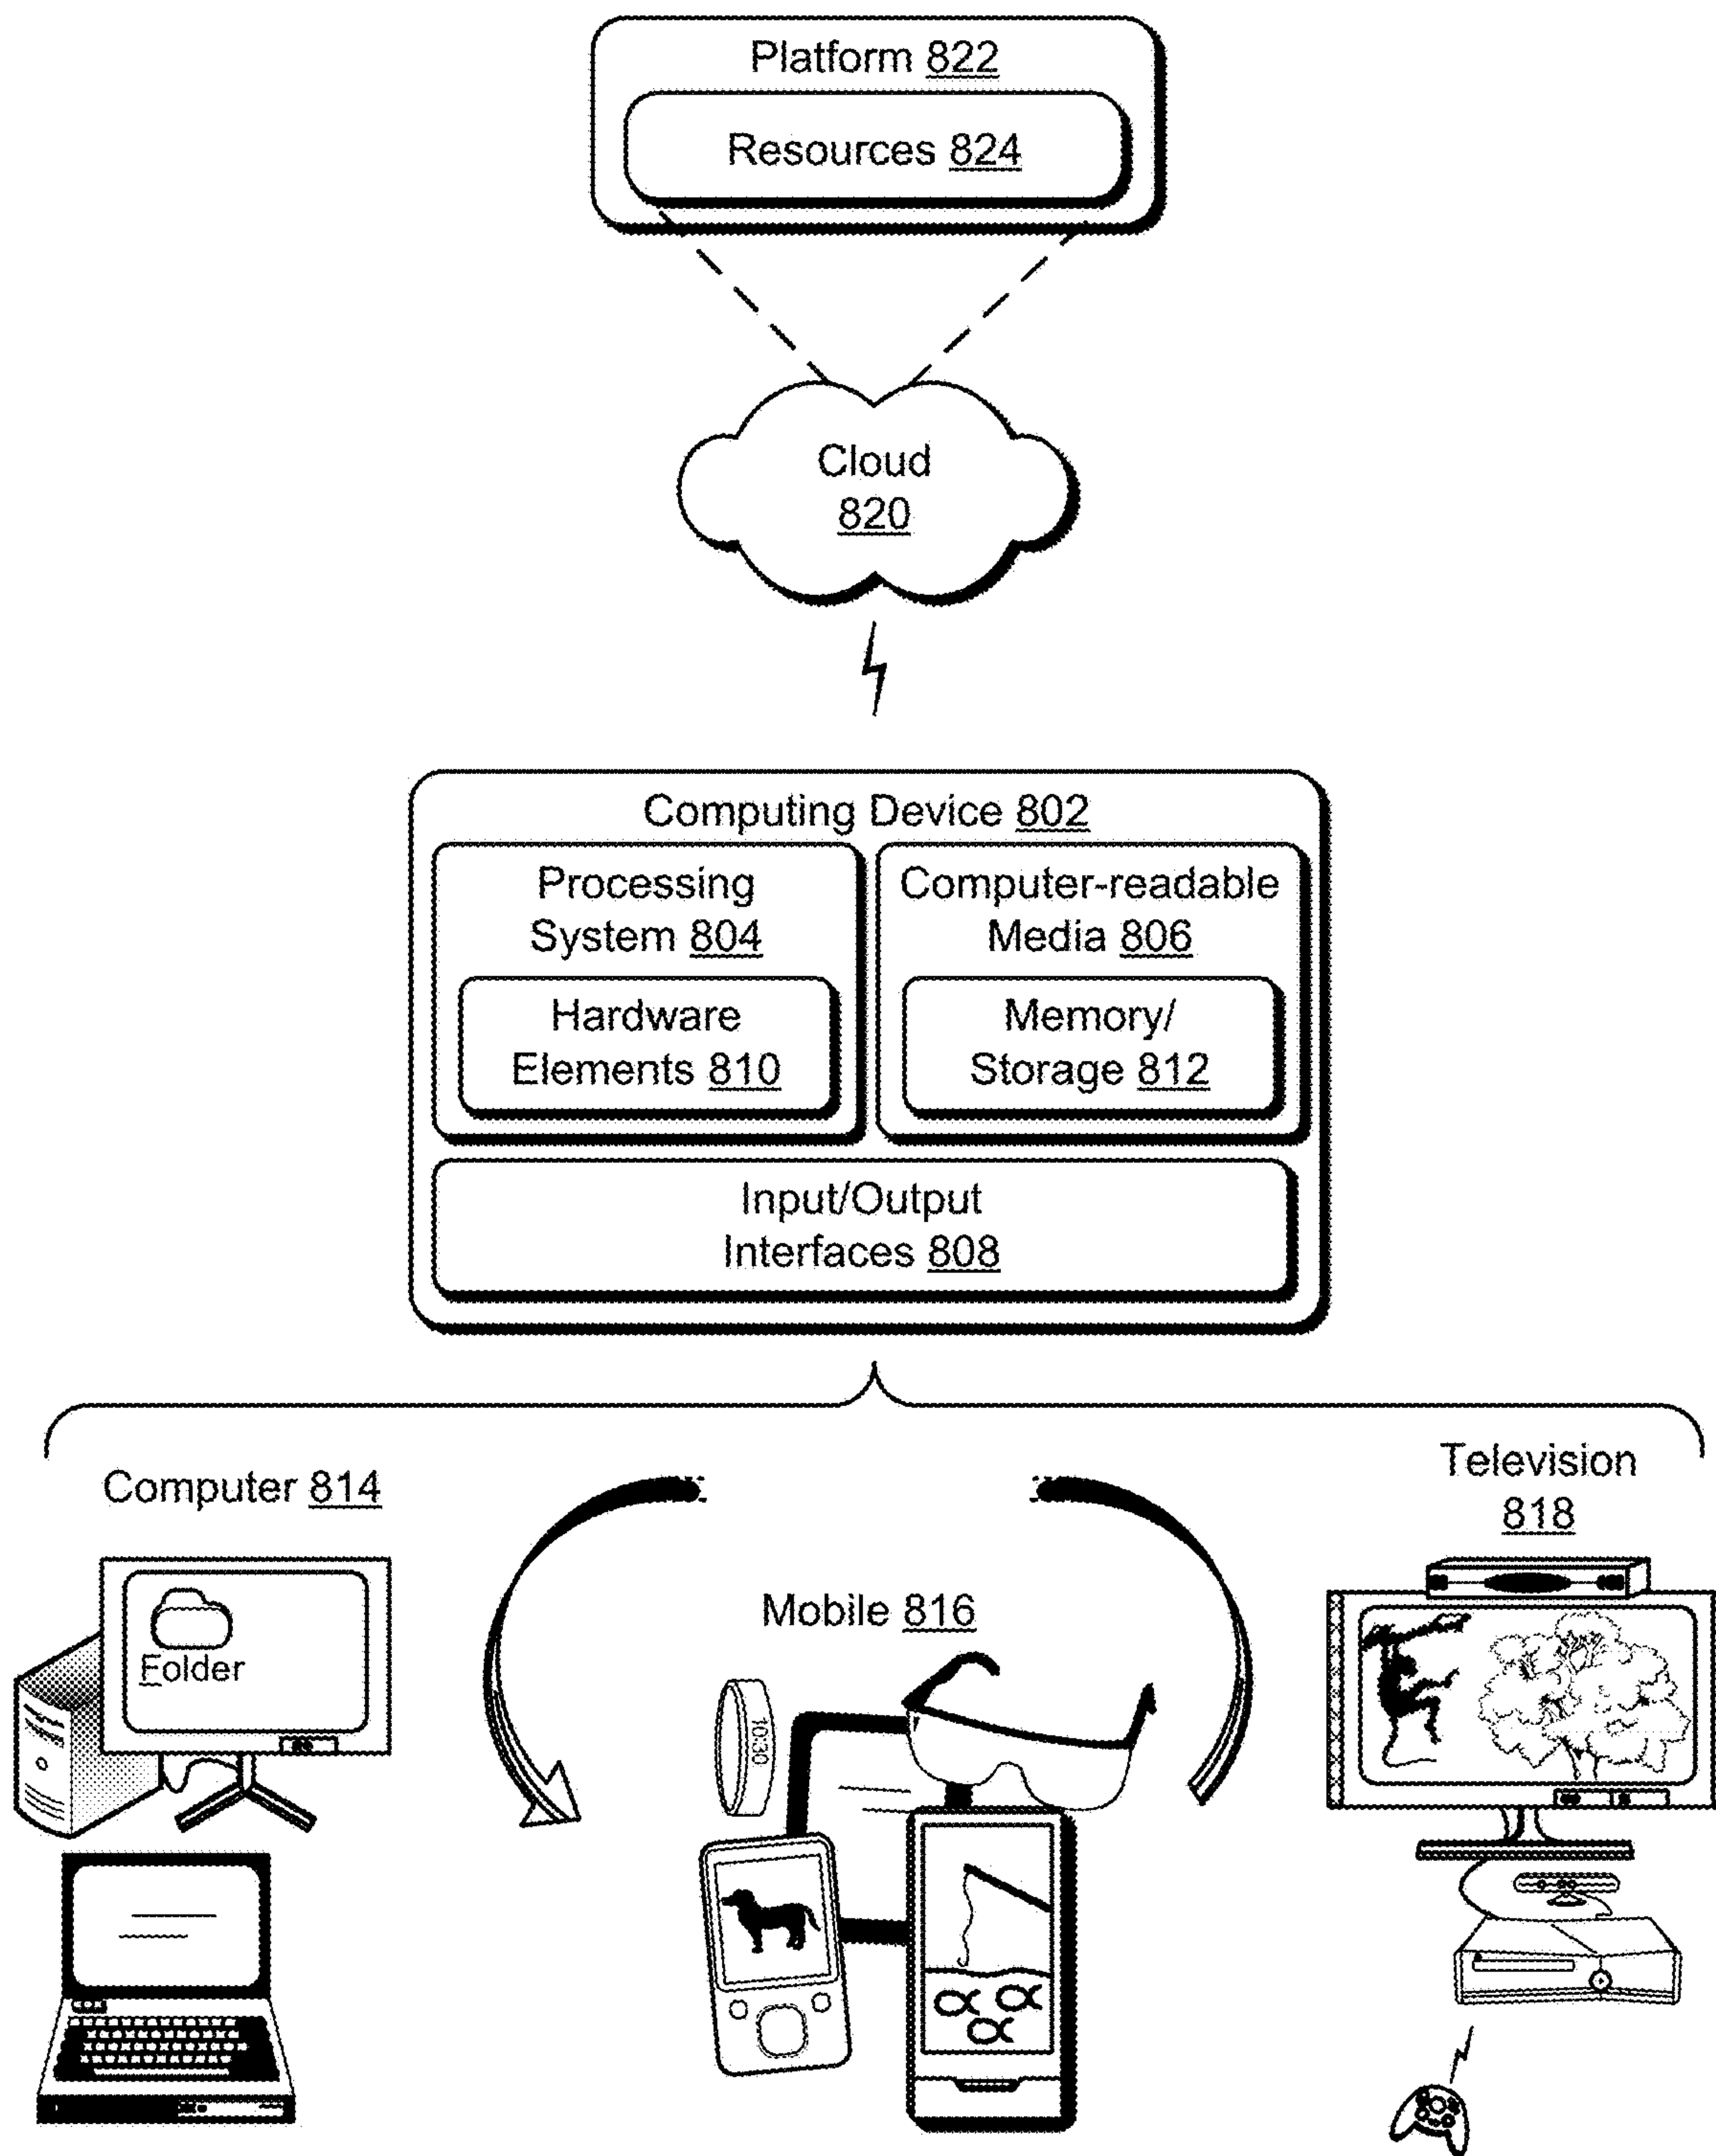 Platform 822
Resources 824
Cloud
820
Computing Device 802
Processing
System 804
Computer-readable
Media 806
Hardware
Elements 810
Memory/
Storage 812
Input/Output
Interfaces 808
Computer 814
Television
818
Mobile 816
Folder
10:30